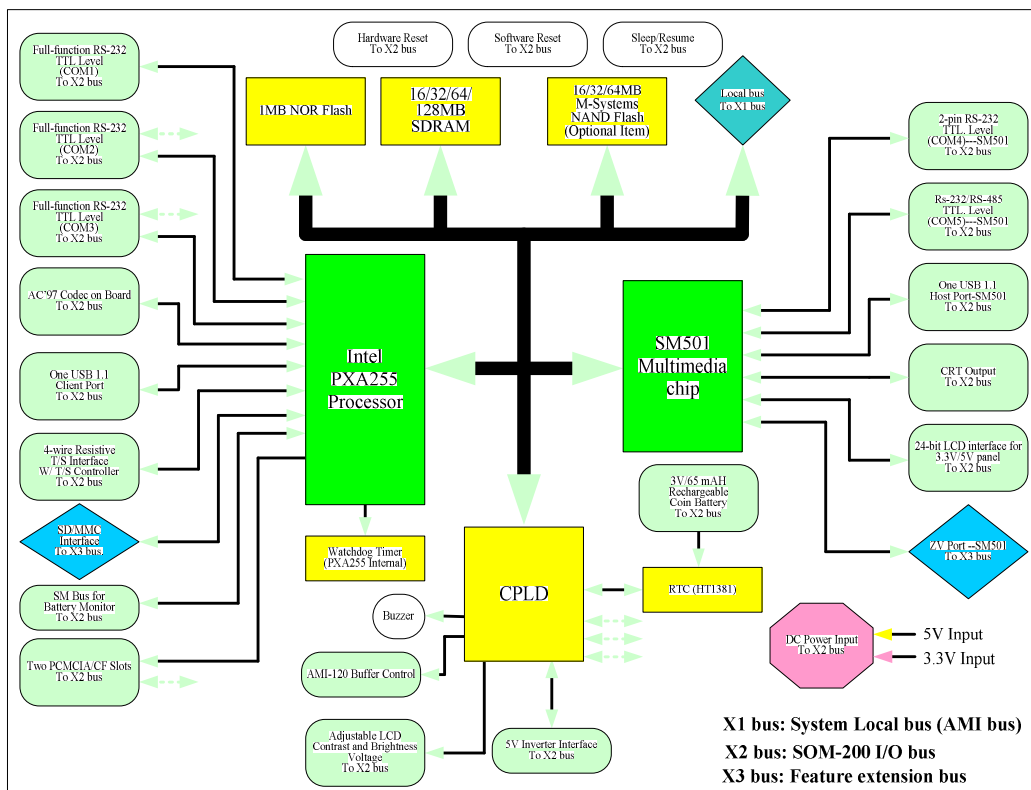 Hardware Reset
To X2 bus
Software Reset
To X2 bus
Sleep/Resume
To X2 bus
Full-function RS-232
TTL Level
(COM1)
To X2 bus
1MB NOR Flash
16/32/64/
128MB
SDRAM
16/32/64MB
M-Systems
NAND Flash
(Optional Item)
Local bus
To X1 bus
Full-function RS-232
TTL Level
(COM2)
To X2 bus
2-pin RS-232
TTL. Level
(COM4)---SM501
To X2 bus
Full-function RS-232
TTL Level
(COM3)
To X2 bus
Rs-232/RS-485
TTL. Level
(COM5)---SM501
To X2 bus
AC'97 Codec on Board
To X2 bus
One USB 1.1
Host Port-SM501
To X2 bus
Intel
PXA255
Processor
SM501
Multimedia
chip
One USB 1.1
Client Port
To X2 bus
CRT Output
To X2 bus
4-wire Resistive
T/S Interface
W/ T/S Controller
To X2 bus
24-bit LCD interface for
3.3V/5V panel
To X2 bus
3V/65 mAH
Rechargeable
Coin Battery
To X2 bus
SD/MMC
Interface
To X3 bus
Watchdog Timer
(PXA255 Internal)
ZV Port --SM501
To X3 bus
SM Bus for
Battery Monitor
To X2 bus
Buzzer
CPLD
RTC (HT1381)
Two PCMCIA/CF Slots
To X2 bus
AMI-120 Buffer Control
DC Power Input
To X2 bus
5V Input
3.3V Input
Adjustable LCD
Contrast and Brightness
Voltage
To X2 bus
5V Inverter Interface
To X2 bus
X1 bus: System Local bus (AMI bus)
X2 bus: SOM-200 I/O bus
X3 bus: Feature extension bus